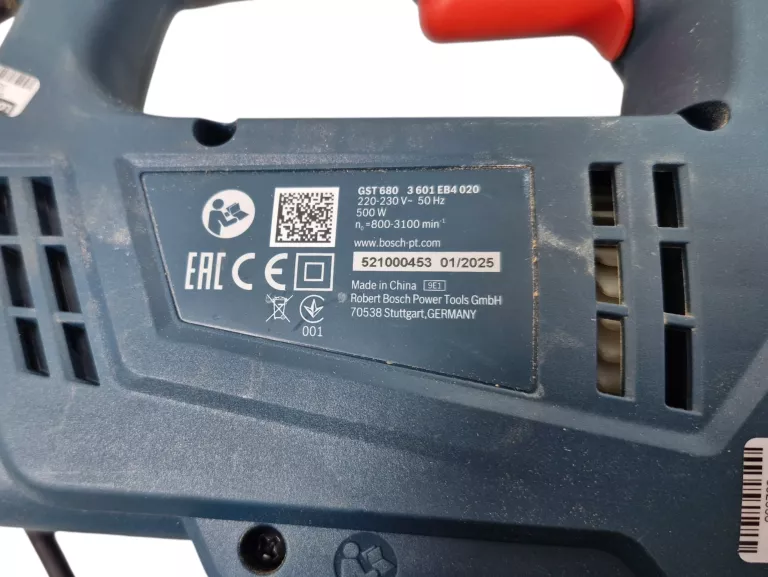 GST 680 3 601 EB4 020
220-230 V~ 50 Hz
500 W
n₀=800-3100 min⁻¹
www.bosch-pt.com
521000453 01/2025
EAC CE
Made in China 9E1
Robert Bosch Power Tools GmbH
70538 Stuttgart, GERMANY
001